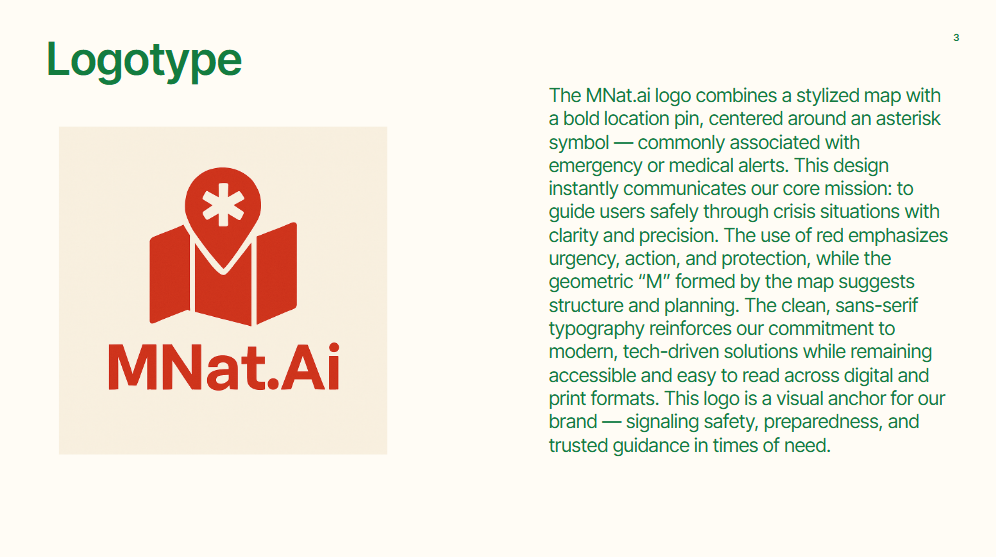 Logotype
3
The MNat.ai logo combines a stylized map with
a bold location pin, centered around an asterisk
symbol — commonly associated with
emergency or medical alerts. This design
instantly communicates our core mission: to
guide users safely through crisis situations with
clarity and precision. The use of red emphasizes
urgency, action, and protection, while the
geometric “M” formed by the map suggests
structure and planning. The clean, sans-serif
typography reinforces our commitment to
modern, tech-driven solutions while remaining
accessible and easy to read across digital and
print formats. This logo is a visual anchor for our
brand — signaling safety, preparedness, and
trusted guidance in times of need.
MNat.Ai